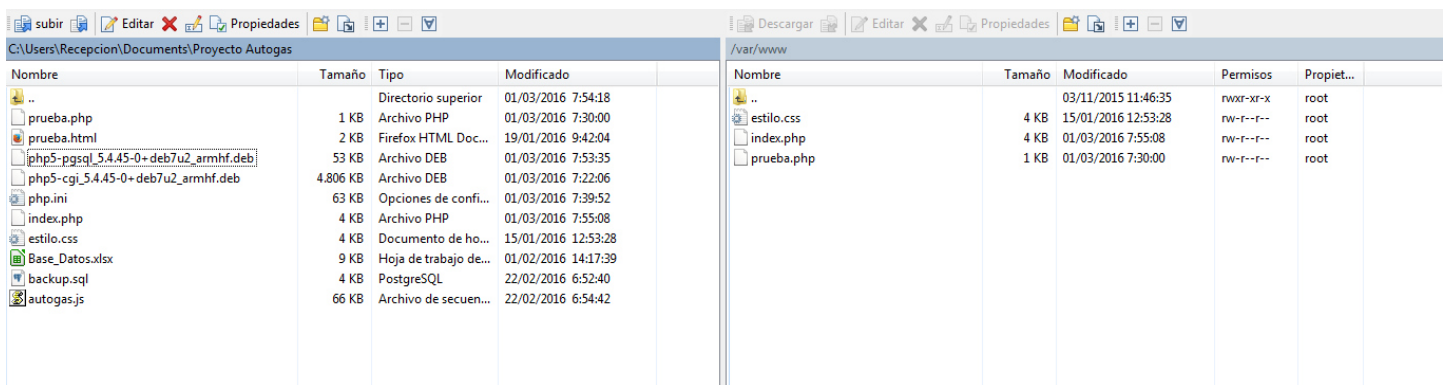 subir Editar Propiedades Descargar Editar Propiedades
C:\Users\Recepcion\Documents\Proyecto Autogas /var/www
Nombre Tamaño Tipo Modificado Nombre Tamaño Modificado Permisos Propiet...
.. Directorio superior 01/03/2016 7:54:18 .. 03/11/2015 11:46:35 rwxr-xr-x root
prueba.php 1 KB Archivo PHP 01/03/2016 7:30:00 estilo.css 4 KB 15/01/2016 12:53:28 rw-r--r-- root
prueba.html 2 KB Firefox HTML Doc... 19/01/2016 9:42:04 index.php 4 KB 01/03/2016 7:55:08 rw-r--r-- root
php5-pgsql_5.4.45-0+deb7u2_armhf.deb 53 KB Archivo DEB 01/03/2016 7:53:35 prueba.php 1 KB 01/03/2016 7:30:00 rw-r--r-- root
php5-cgi_5.4.45-0+deb7u2_armhf.deb 4.806 KB Archivo DEB 01/03/2016 7:22:06
php.ini 63 KB Opciones de confi... 01/03/2016 7:39:52
index.php 4 KB Archivo PHP 01/03/2016 7:55:08
estilo.css 4 KB Documento de ho... 15/01/2016 12:53:28
Base_Datos.xlsx 9 KB Hoja de trabajo de... 01/02/2016 14:17:39
backup.sql 4 KB PostgreSQL 22/02/2016 6:52:40
autogas.js 66 KB Archivo de secuen... 22/02/2016 6:54:42